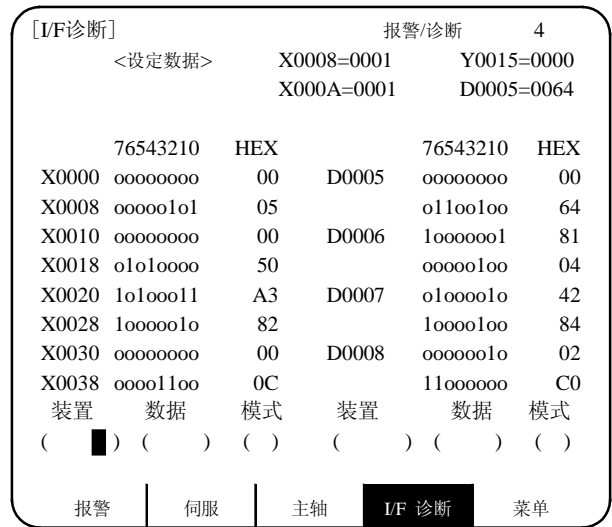 [I/F诊断] 报警/诊断 4
<设定数据> X0008=0001 Y0015=0000
X000A=0001 D0005=0064
76543210 HEX 76543210 HEX
X0000 oooooooo 00 D0005 oooooooo 00
X0008 ooooo1o1 05 o11oo1oo 64
X0010 oooooooo 00 D0006 1oooooo1 81
X0018 o1o1oooo 50 ooooo1oo 04
X0020 1o1ooo11 A3 D0007 o1oooo1o 42
X0028 1ooooo1o 82 1oooo1oo 84
X0030 oooooooo 00 D0008 oooooo1o 02
X0038 oooo11oo 0C 11oooooo C0
装置 数据 模式 装置 数据 模式
( ) ( ) ( ) ( ) ( ) ( )
报警 伺服 主轴 I/F 诊断 菜单